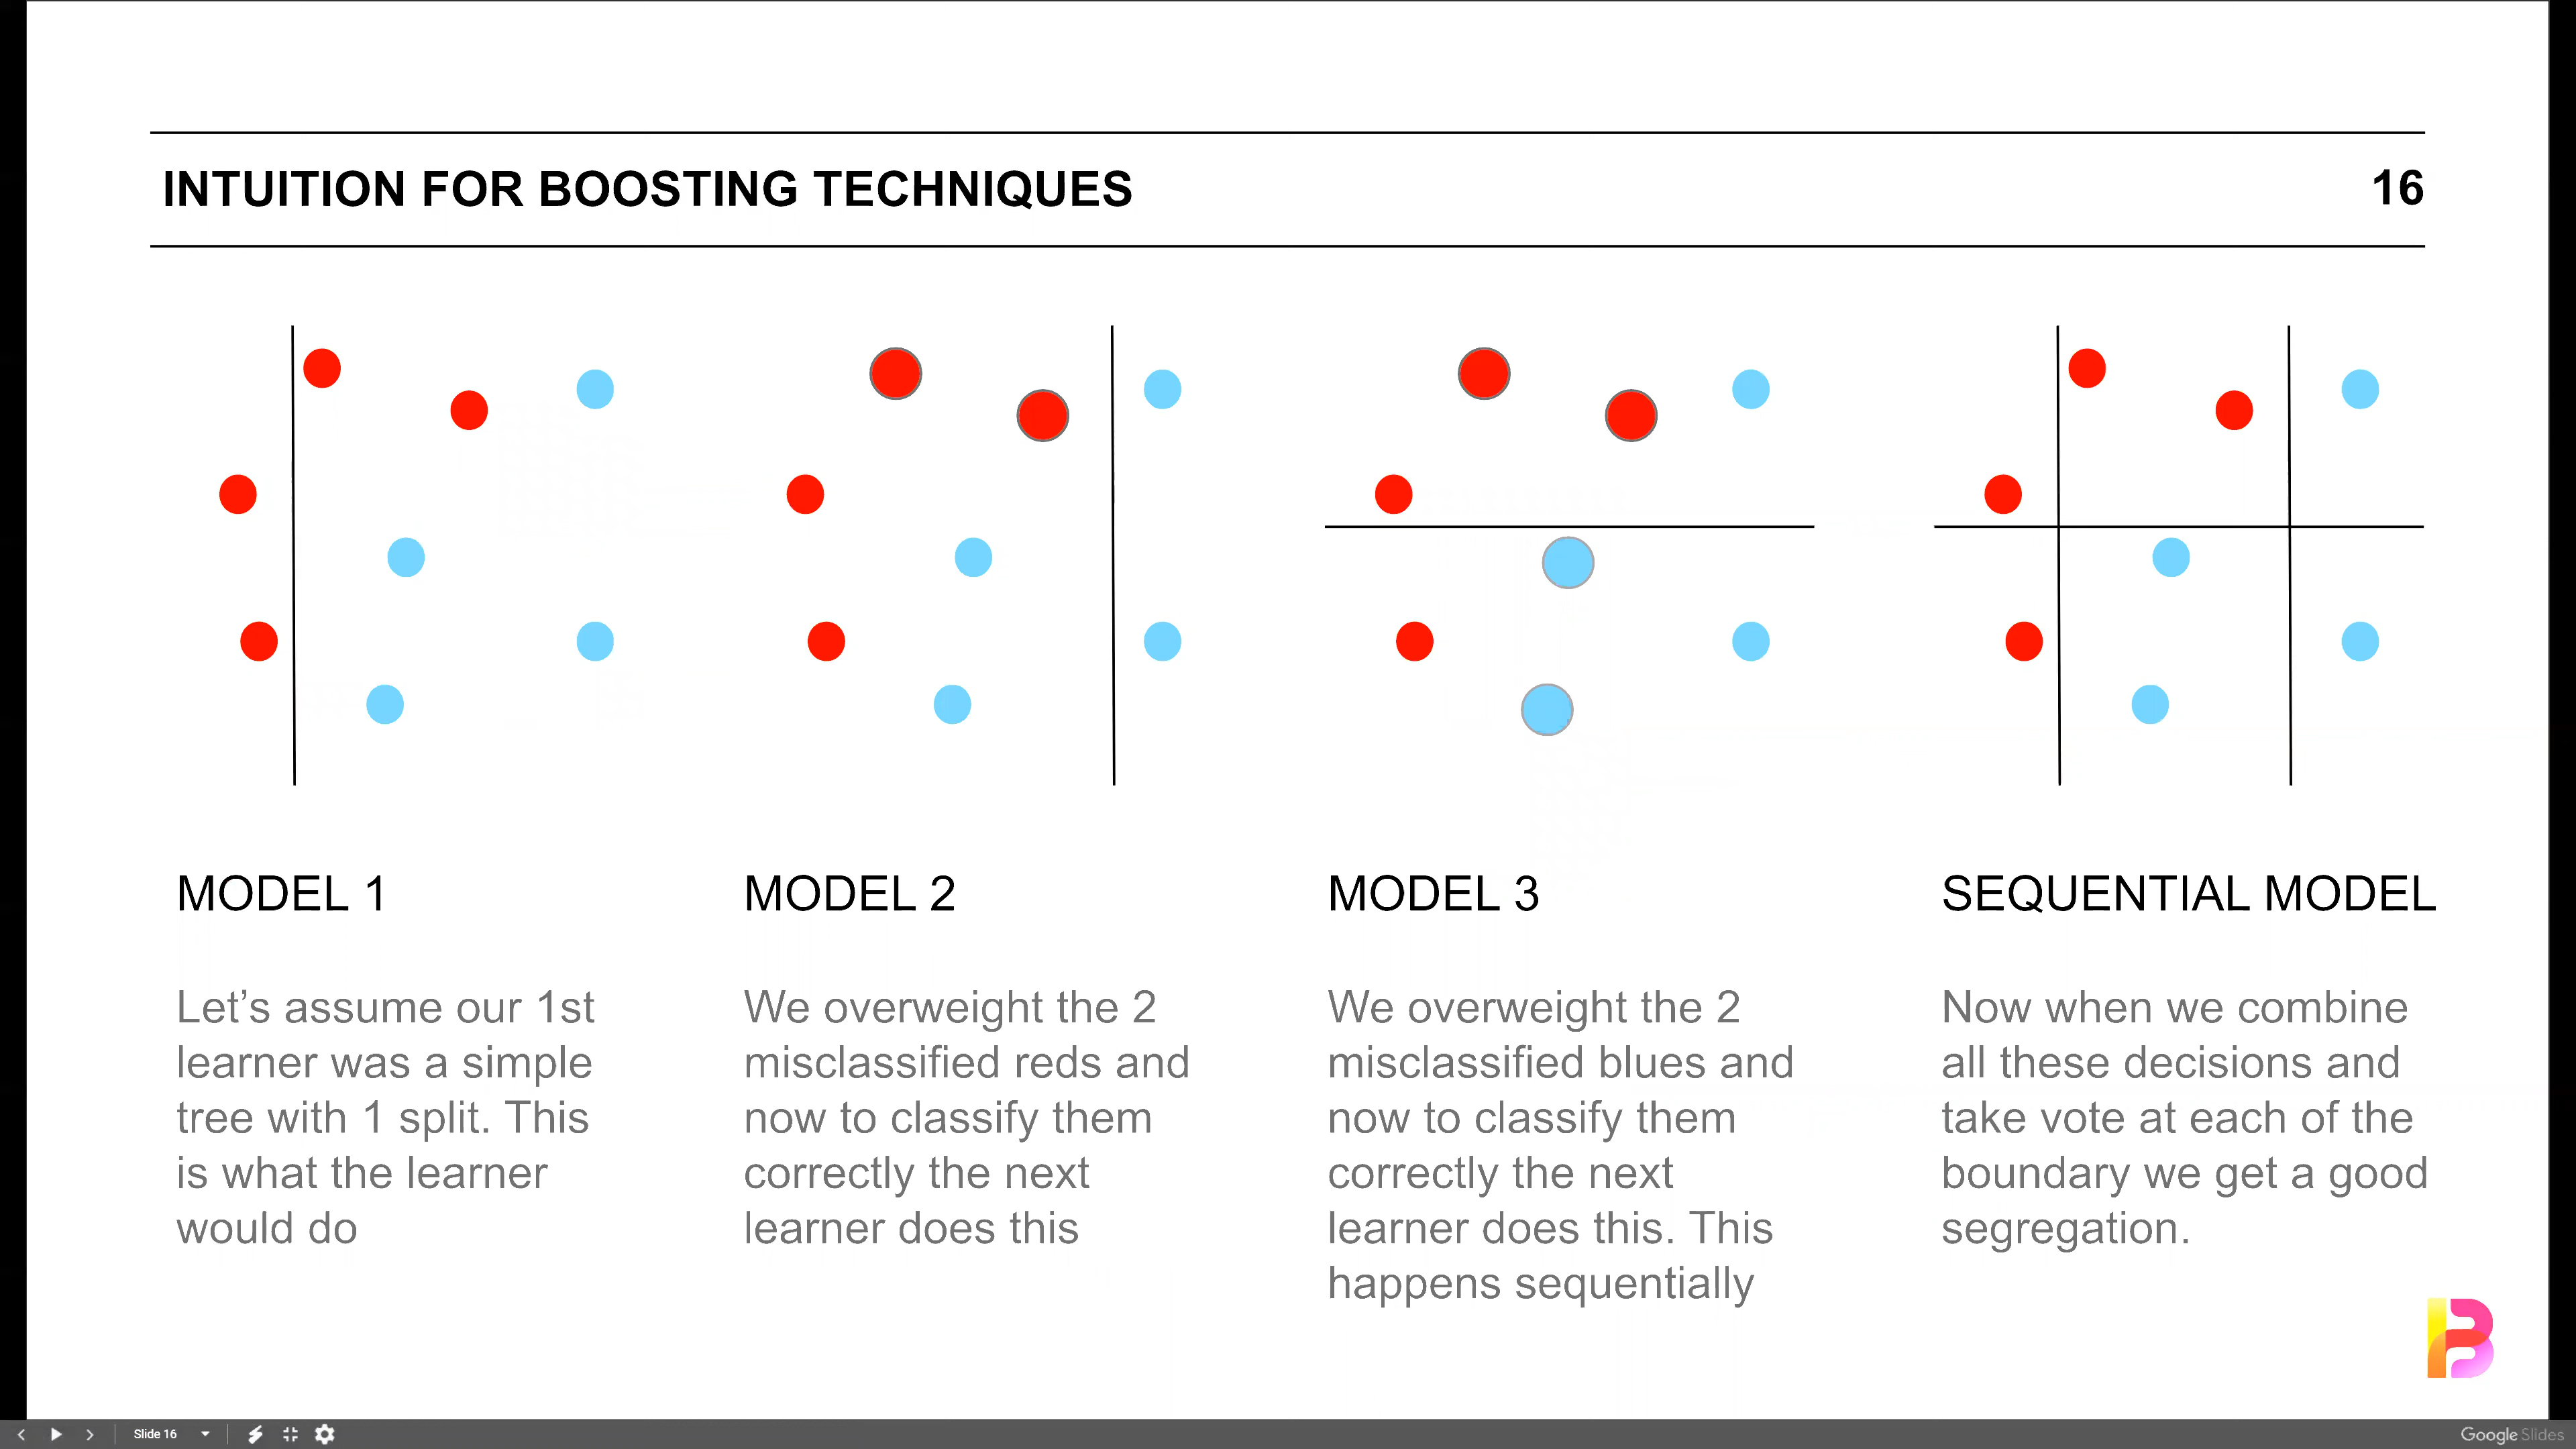 INTUITION FOR BOOSTING TECHNIQUES
16
MODEL 1
Let’s assume our 1st
learner was a simple
tree with 1 split. This
is what the learner
would do
MODEL 2
We overweight the 2
misclassified reds and
now to classify them
correctly the next
learner does this
MODEL 3
We overweight the 2
misclassified blues and
now to classify them
correctly the next
learner does this. This
happens sequentially
SEQUENTIAL MODEL
Now when we combine
all these decisions and
take vote at each of the
boundary we get a good
segregation.
Slide 16
Google Slides